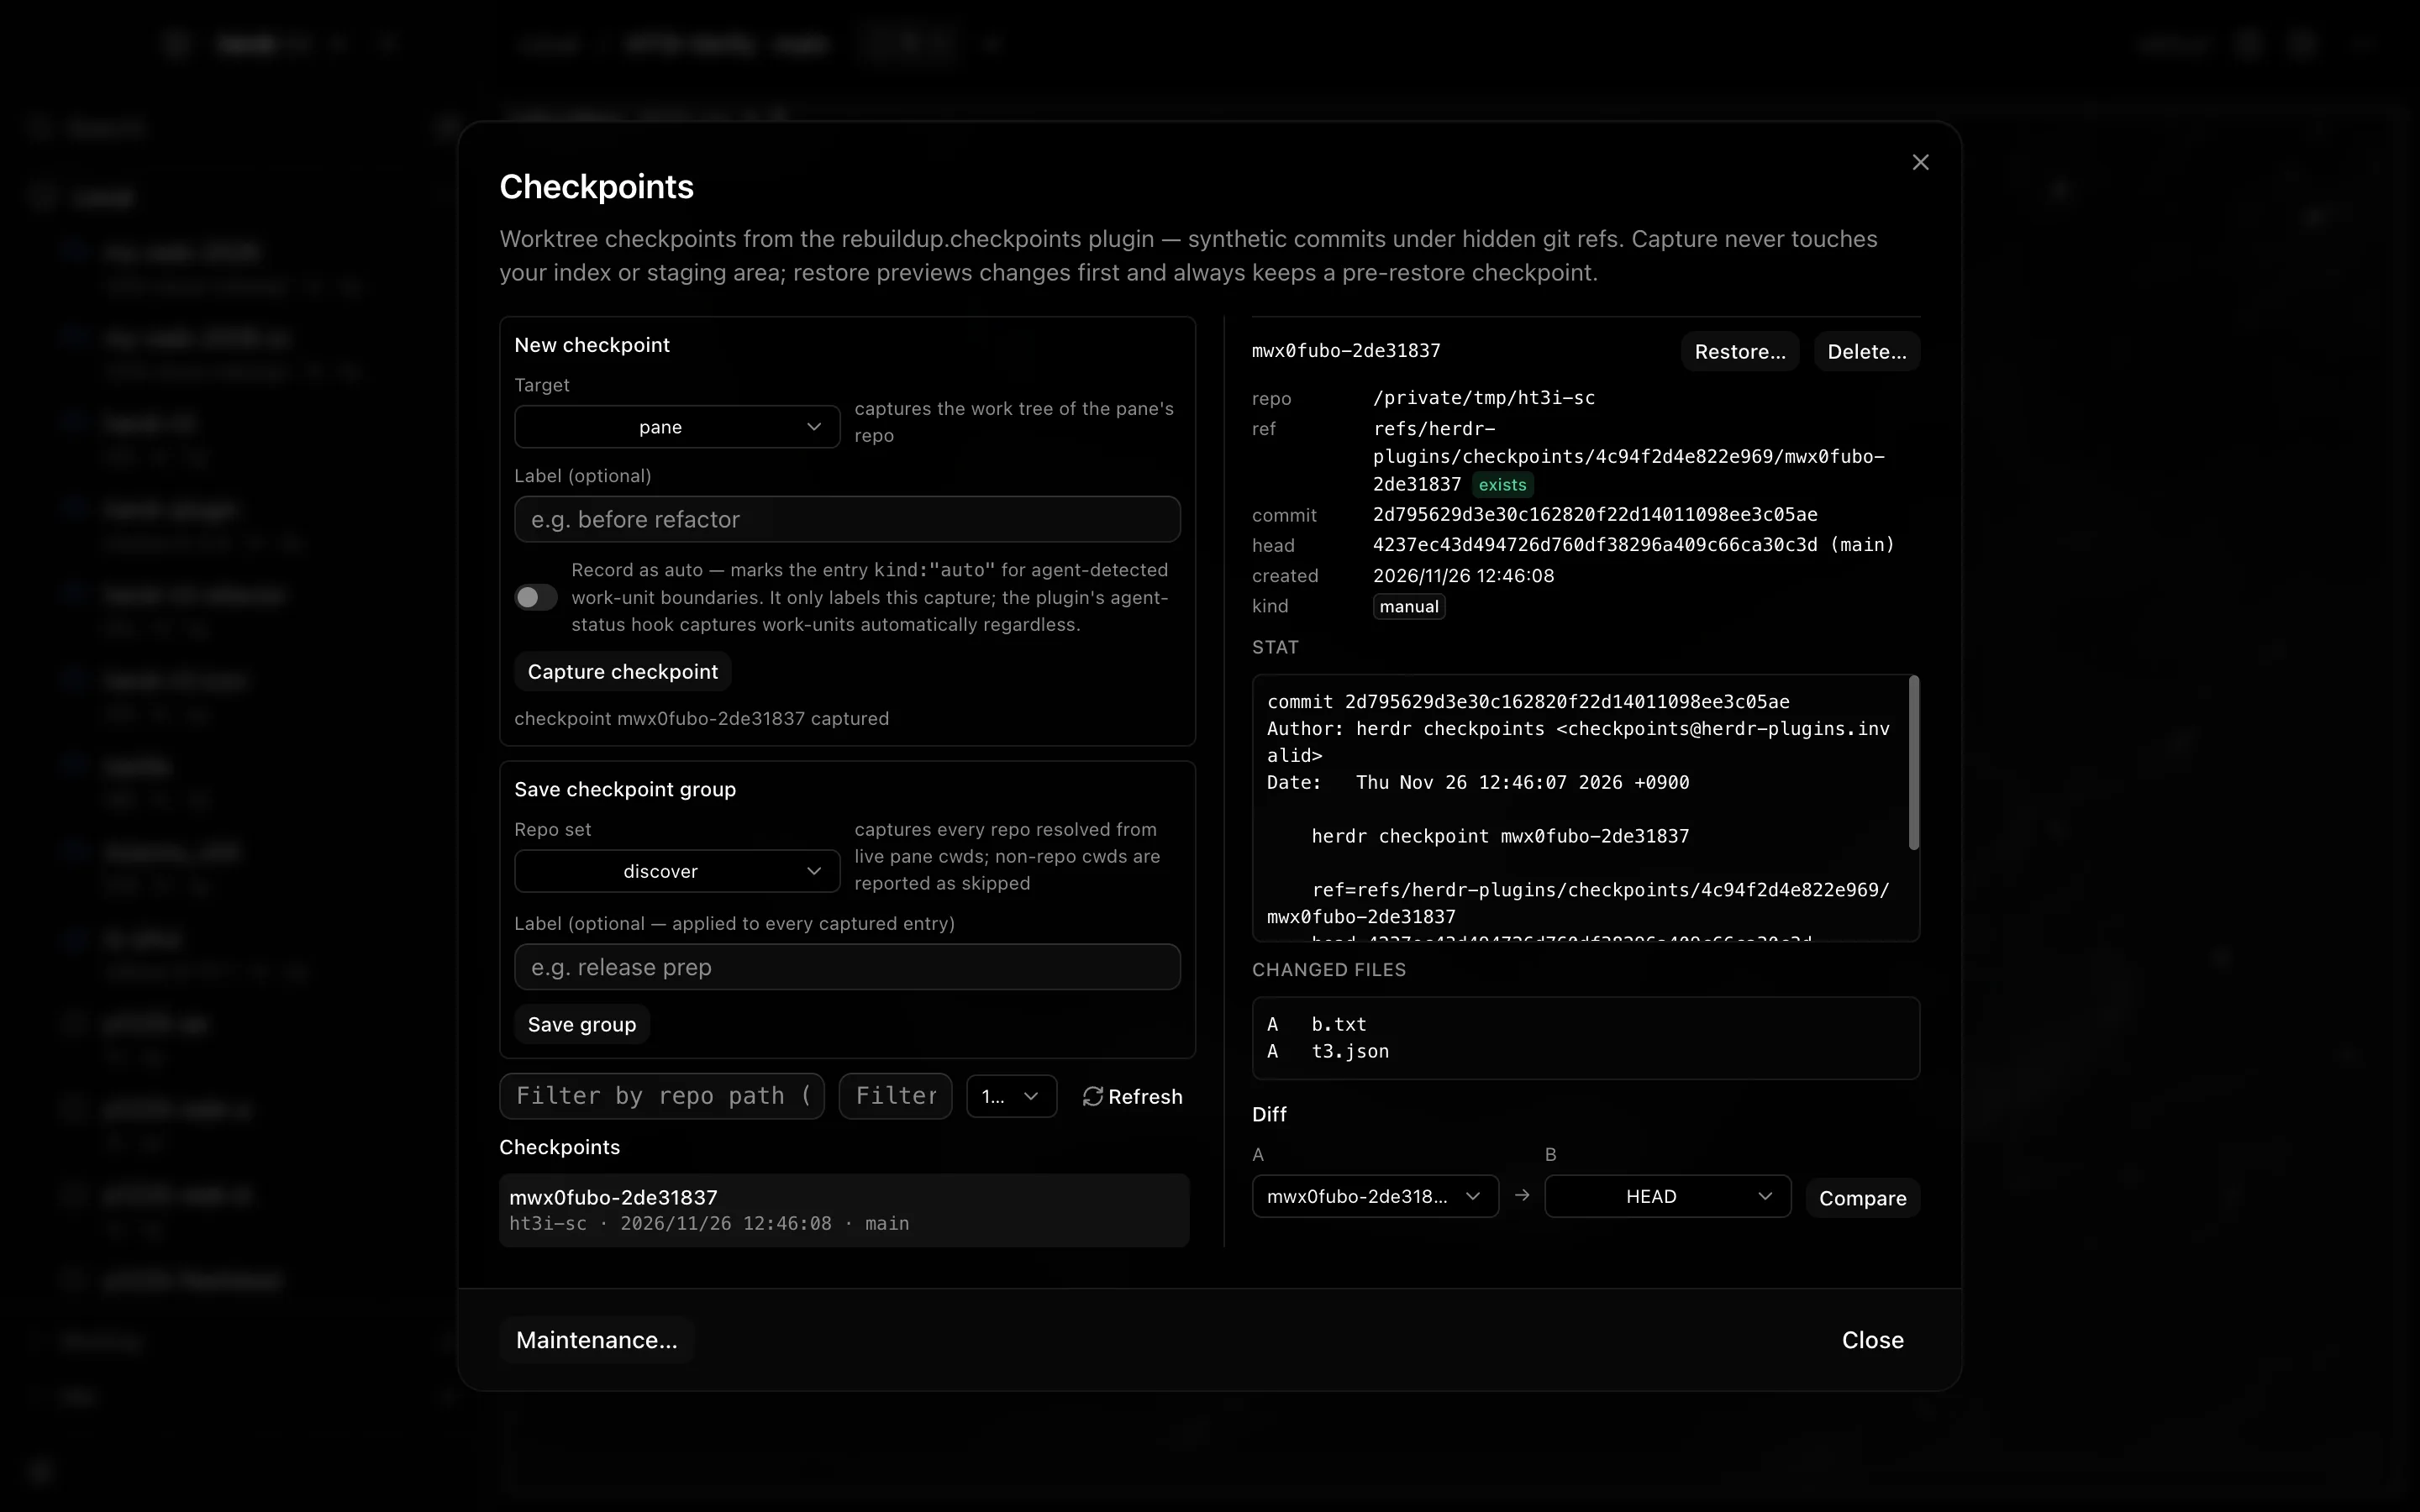 Checkpoints
Worktree checkpoints from the rebuildup.checkpoints plugin — synthetic commits under hidden git refs. Capture never touches
your index or staging area; restore previews changes first and always keeps a pre-restore checkpoint.
New checkpoint
Target
pane
captures the work tree of the pane's
repo
Label (optional)
e.g. before refactor
Record as auto — marks the entry kind:"auto" for agent-detected
work-unit boundaries. It only labels this capture; the plugin's agent-
status hook captures work-units automatically regardless.
Capture checkpoint
checkpoint mwx0fubo-2de31837 captured
Save checkpoint group
Repo set
discover
captures every repo resolved from
live pane cwds; non-repo cwds are
reported as skipped
Label (optional — applied to every captured entry)
e.g. release prep
Save group
Filter by repo path (
Filter
1...
Refresh
Checkpoints
mwx0fubo-2de31837
ht3i-sc · 2026/11/26 12:46:08 · main
mwx0fubo-2de31837
Restore...
Delete...
repo /private/tmp/ht3i-sc
ref refs/herdr-
plugins/checkpoints/4c94f2d4e822e969/mwx0fubo-
2de31837 exists
commit 2d795629d3e30c162820f22d14011098ee3c05ae
head 4237ec43d494726d760df38296a409c66ca30c3d (main)
created 2026/11/26 12:46:08
kind manual
STAT
commit 2d795629d3e30c162820f22d14011098ee3c05ae
Author: herdr checkpoints <checkpoints@herdr-plugins.inv
alid>
Date:   Thu Nov 26 12:46:07 2026 +0900
herdr checkpoint mwx0fubo-2de31837
ref=refs/herdr-plugins/checkpoints/4c94f2d4e822e969/
mwx0fubo-2de31837
head 4237ec43d494726d760df38296a409c66ca30c3d
CHANGED FILES
A   b.txt
A   t3.json
Diff
A
B
mwx0fubo-2de318...
→
HEAD
Compare
Maintenance...
Close